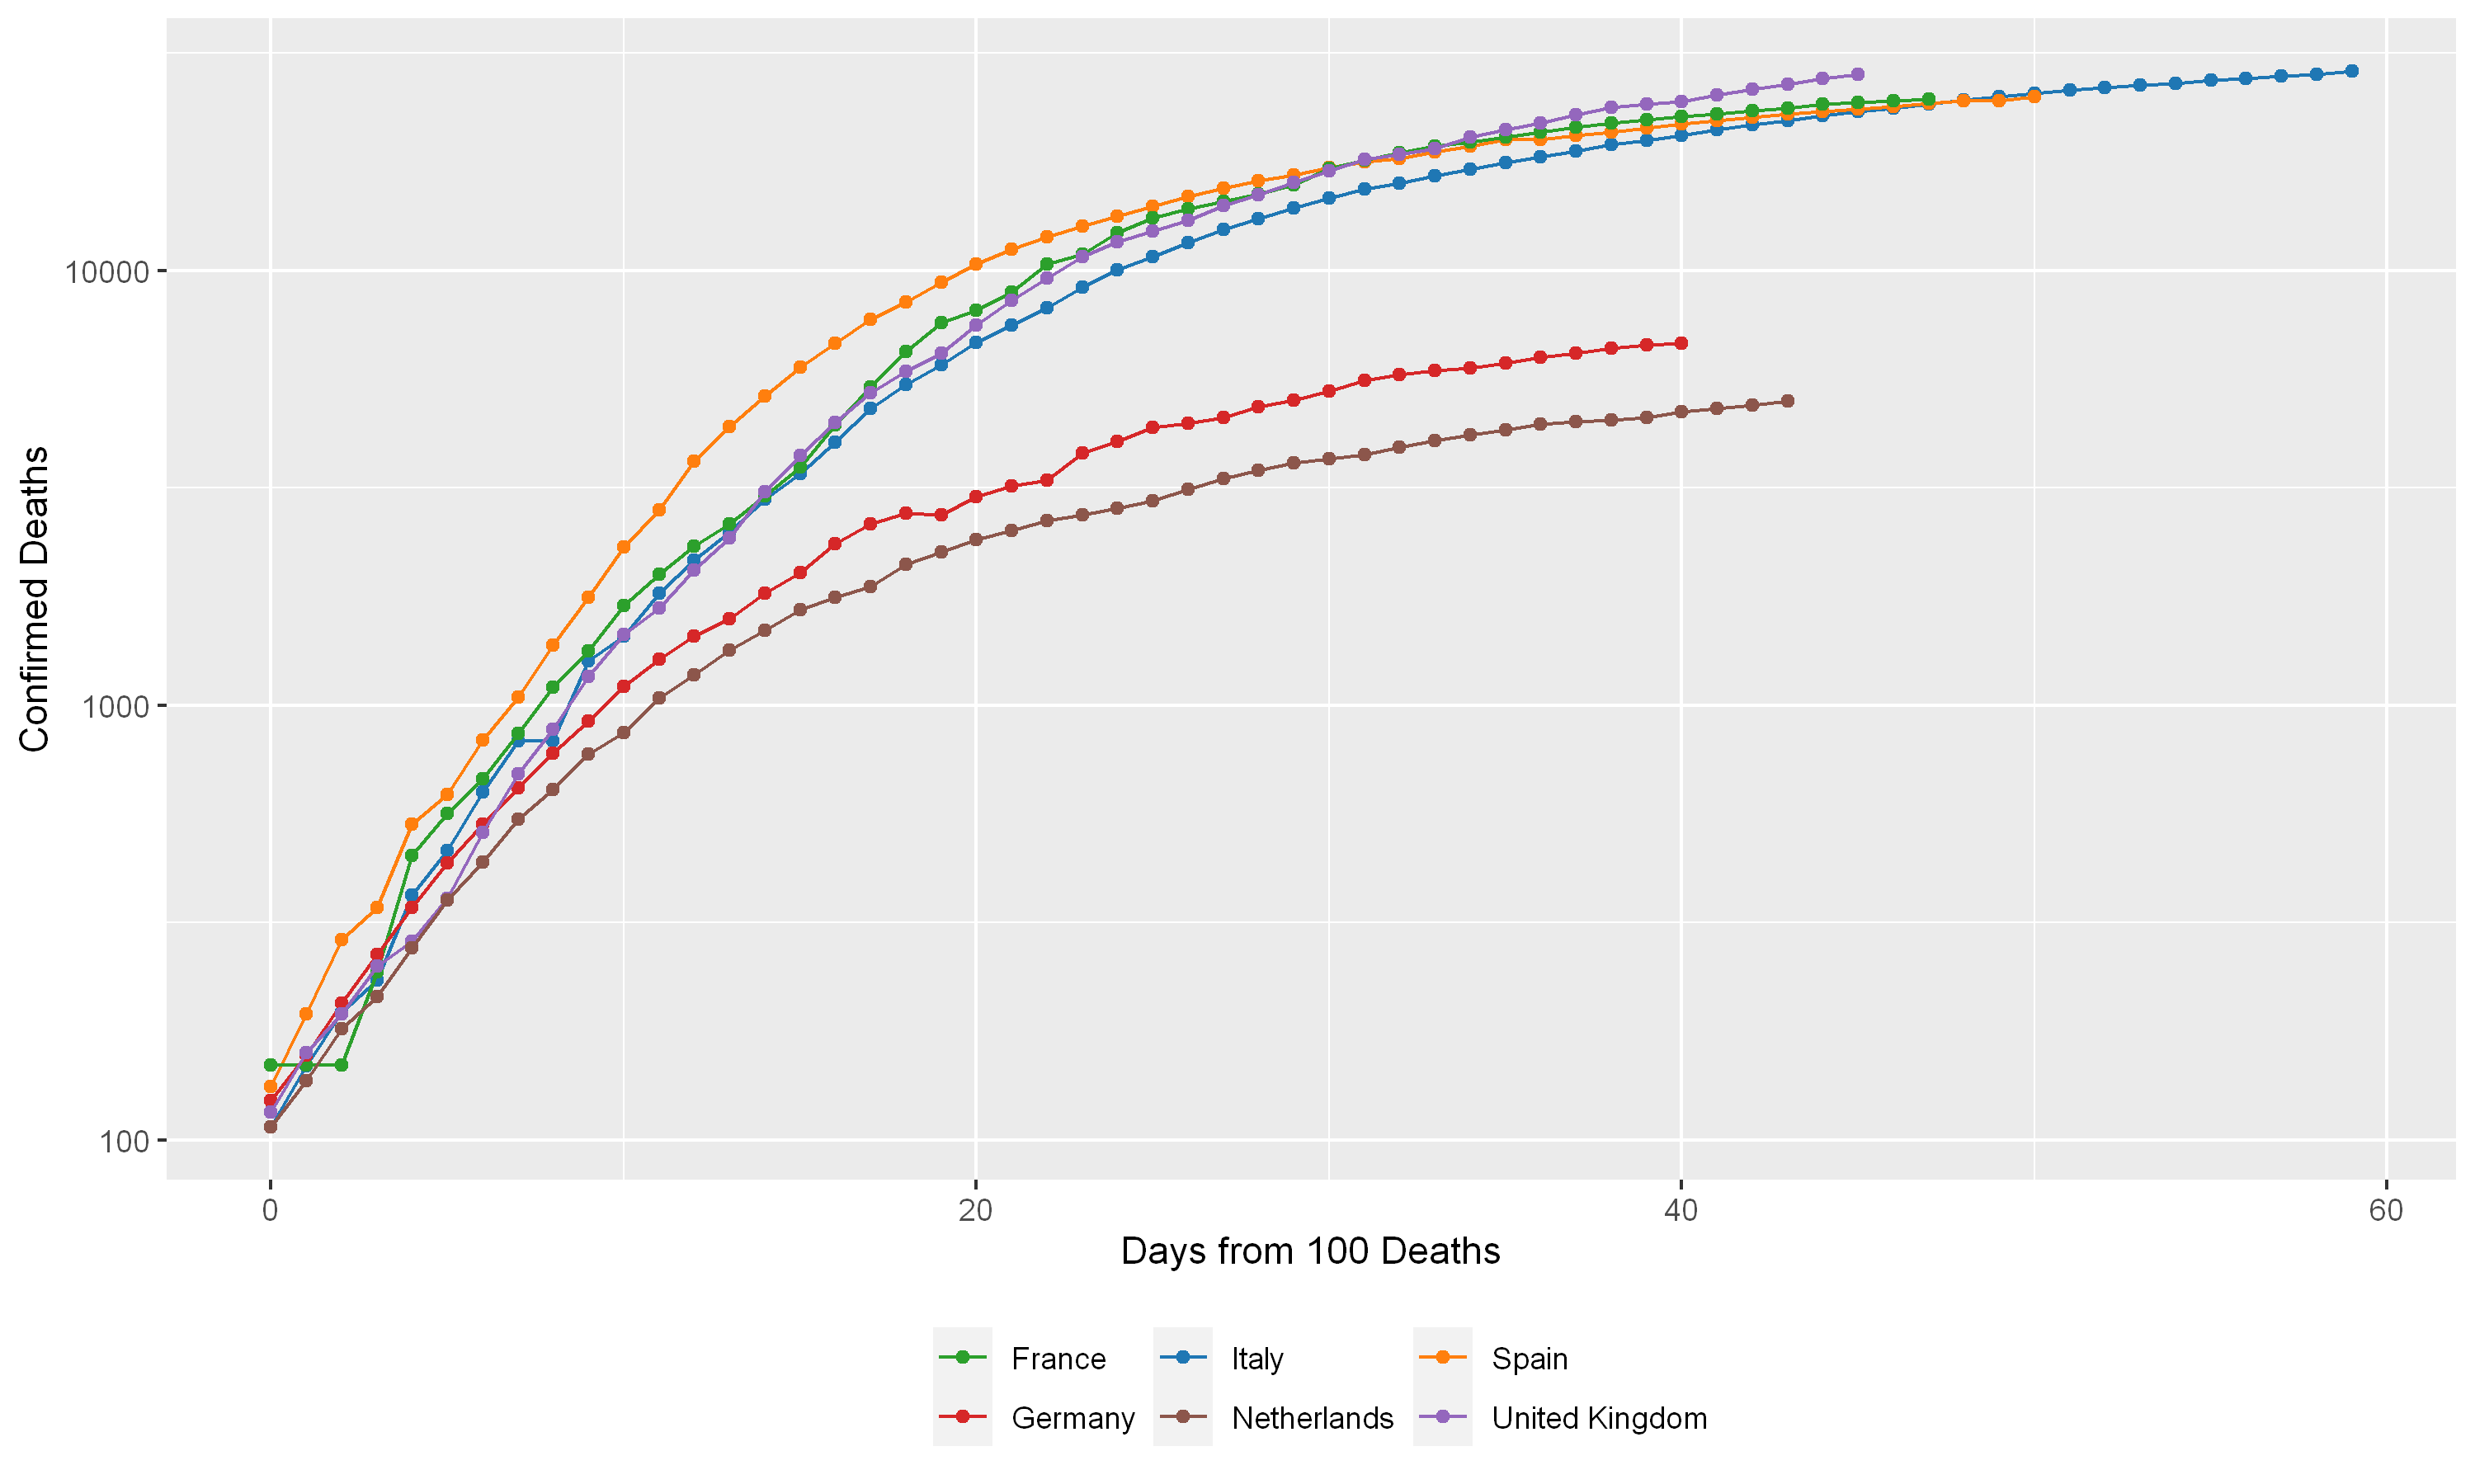 Confirmed Deaths
10000
1000
100
0
20
40
60
Days from 100 Deaths
France
Italy
Spain
Germany
Netherlands
United Kingdom